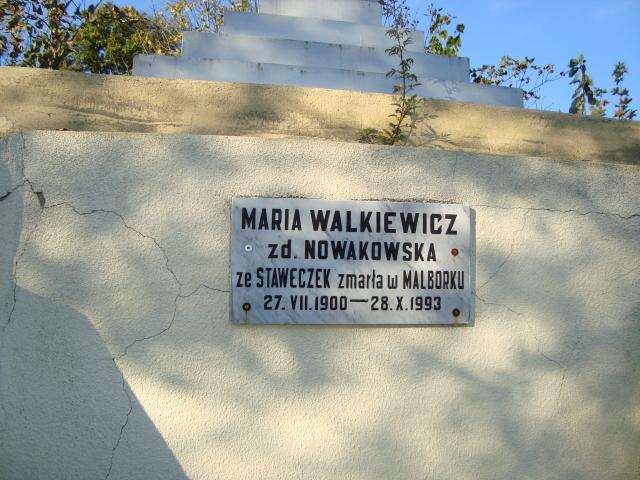 MARIA WALKIEWICZ
zd. NOWAKOWSKA
ze STAWECZEK zmarła w MALBORKU
27. VII. 1900 — 28. X. 1993